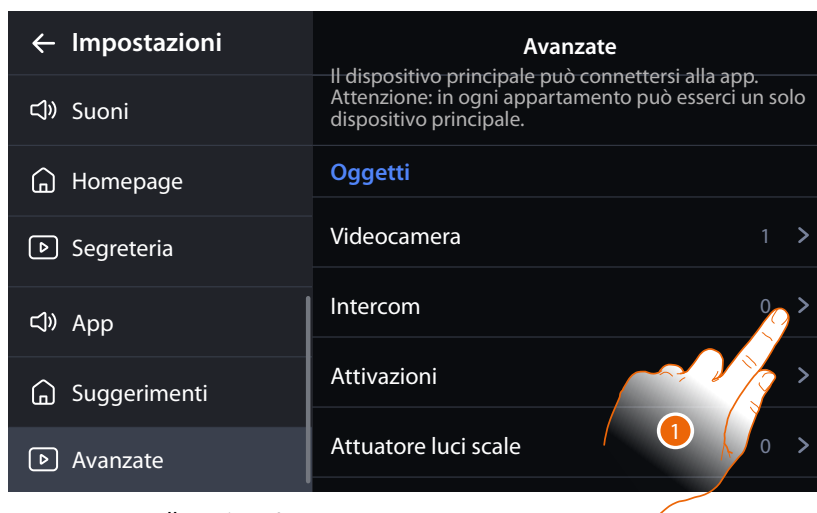 Impostazioni
Suoni
Homepage
Segreteria
App
Suggerimenti
Avanzate
Avanzate
Il dispositivo principale può connettersi alla app.
Attenzione: in ogni appartamento può esserci un solo
dispositivo principale.
Oggetti
Videocamera 1
Intercom 0
Attivazioni
Attuatore luci scale 0
1